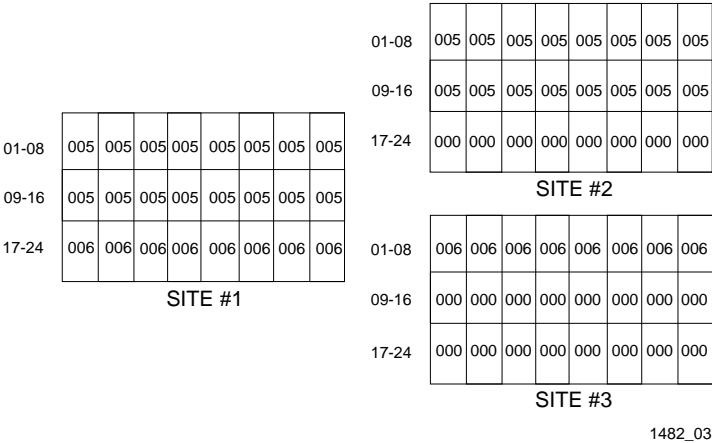 01-08 005 005 005 005 005 005 005 005
09-16 005 005 005 005 005 005 005 005
17-24 006 006 006 006 006 006 006 006
SITE #1
01-08 005 005 005 005 005 005 005 005
09-16 005 005 005 005 005 005 005 005
17-24 000 000 000 000 000 000 000 000
SITE #2
01-08 006 006 006 006 006 006 006 006
09-16 000 000 000 000 000 000 000 000
17-24 000 000 000 000 000 000 000 000
SITE #3
1482_03